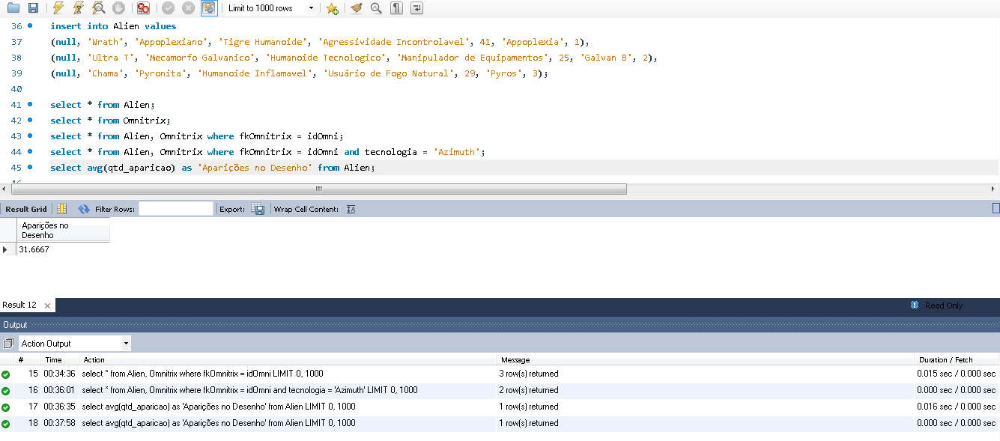 Limit to 1000 rows
36 insert into Alien values
37 (null, 'Wrath', 'Appoplexiano', 'Tigre Humanoide', 'Agressividade Incontrolavel', 41, 'Appoplexia', 1),
38 (null, 'Ultra T', 'Mecamorfo Galvanico', 'Humanoide Tecnologico', 'Manipulador de Equipamentos', 25, 'Galvan B', 2),
39 (null, 'Chama', 'Pyronita', 'Humanoide Inflamavel', 'Usuário de Fogo Natural', 29, 'Pyros', 3);
40
41 select * from Alien;
42 select * from Omnitrix;
43 select * from Alien, Omnitrix where fkOmnitrix = idOmni;
44 select * from Alien, Omnitrix where fkOmnitrix = idOmni and tecnologia = 'Azimuth';
45 select avg(qtd_aparicao) as 'Aparições no Desenho' from Alien;
Result Grid Filter Rows: Export: Wrap Cell Content:
Aparições no
Desenho
31.6667
Result 12 Read Only
Output
Action Output
# Time Action Message Duration / Fetch
15 00:34:36 select * from Alien, Omnitrix where fkOmnitrix = idOmni LIMIT 0, 1000 3 row(s) returned 0.015 sec / 0.000 sec
16 00:36:01 select * from Alien, Omnitrix where fkOmnitrix = idOmni and tecnologia = 'Azimuth' LIMIT 0, 1000 2 row(s) returned 0.000 sec / 0.000 sec
17 00:36:35 select avg(qtd_aparicao) as 'Aparições no Desenho' from Alien LIMIT 0, 1000 1 row(s) returned 0.016 sec / 0.000 sec
18 00:37:58 select avg(qtd_aparicao) as 'Aparições no Desenho' from Alien LIMIT 0, 1000 1 row(s) returned 0.000 sec / 0.000 sec